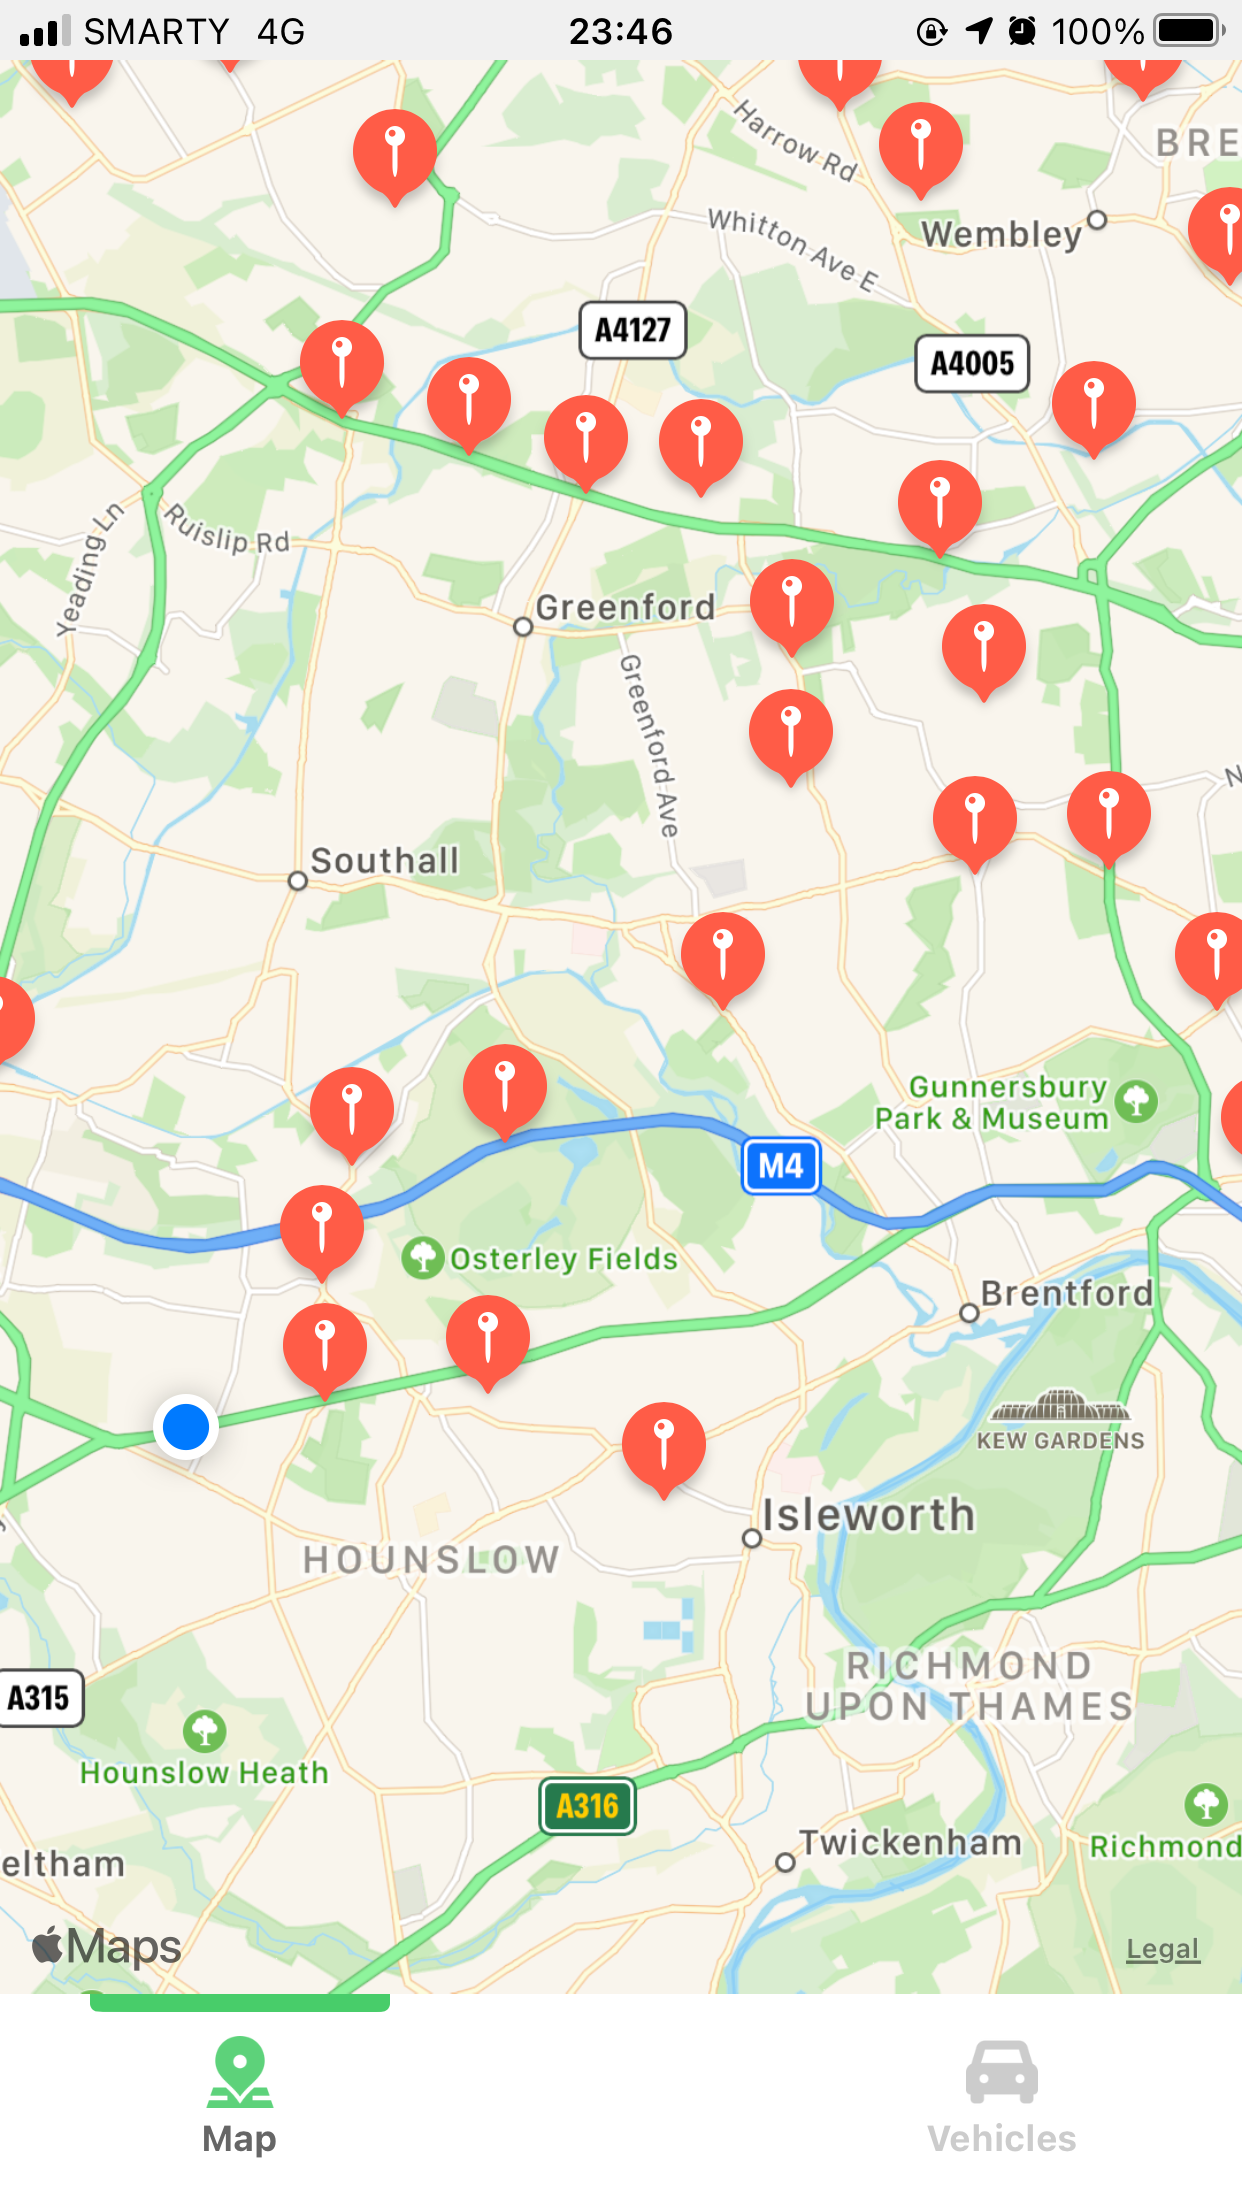 SMARTY 4G
23:46
100%
Harrow Rd
BRE
Whitton Ave E
Wembley
A4127
A4005
Yeading Ln
Ruislip Rd
Greenford
Greenford Ave
N
Southall
Gunnersbury
Park & Museum
M4
Osterley Fields
Brentford
KEW GARDENS
Isleworth
HOUNSLOW
RICHMOND
UPON THAMES
A315
Hounslow Heath
A316
Twickenham
Richmond
eltham
Maps
Legal
Map
Vehicles